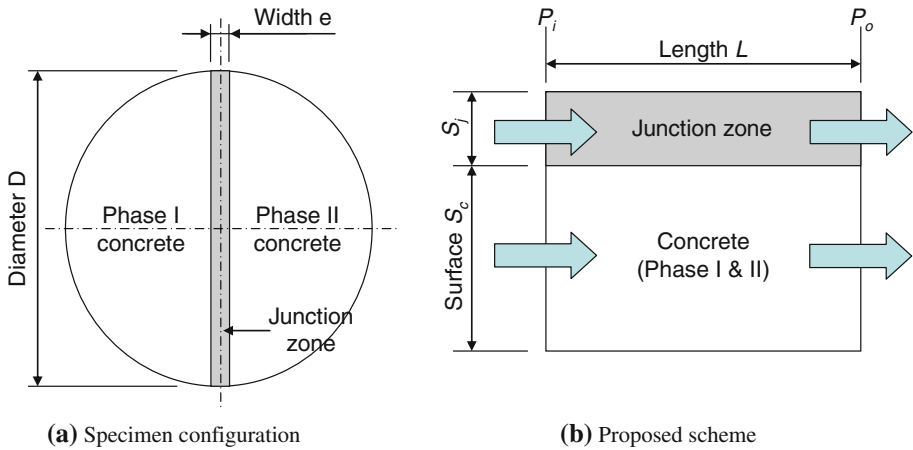 Width e
Diameter D
Phase I
concrete
Phase II
concrete
Junction
zone
(a) Specimen configuration
P_i
P_o
Length L
S_j
Junction zone
Surface S_c
Concrete
(Phase I & II)
(b) Proposed scheme